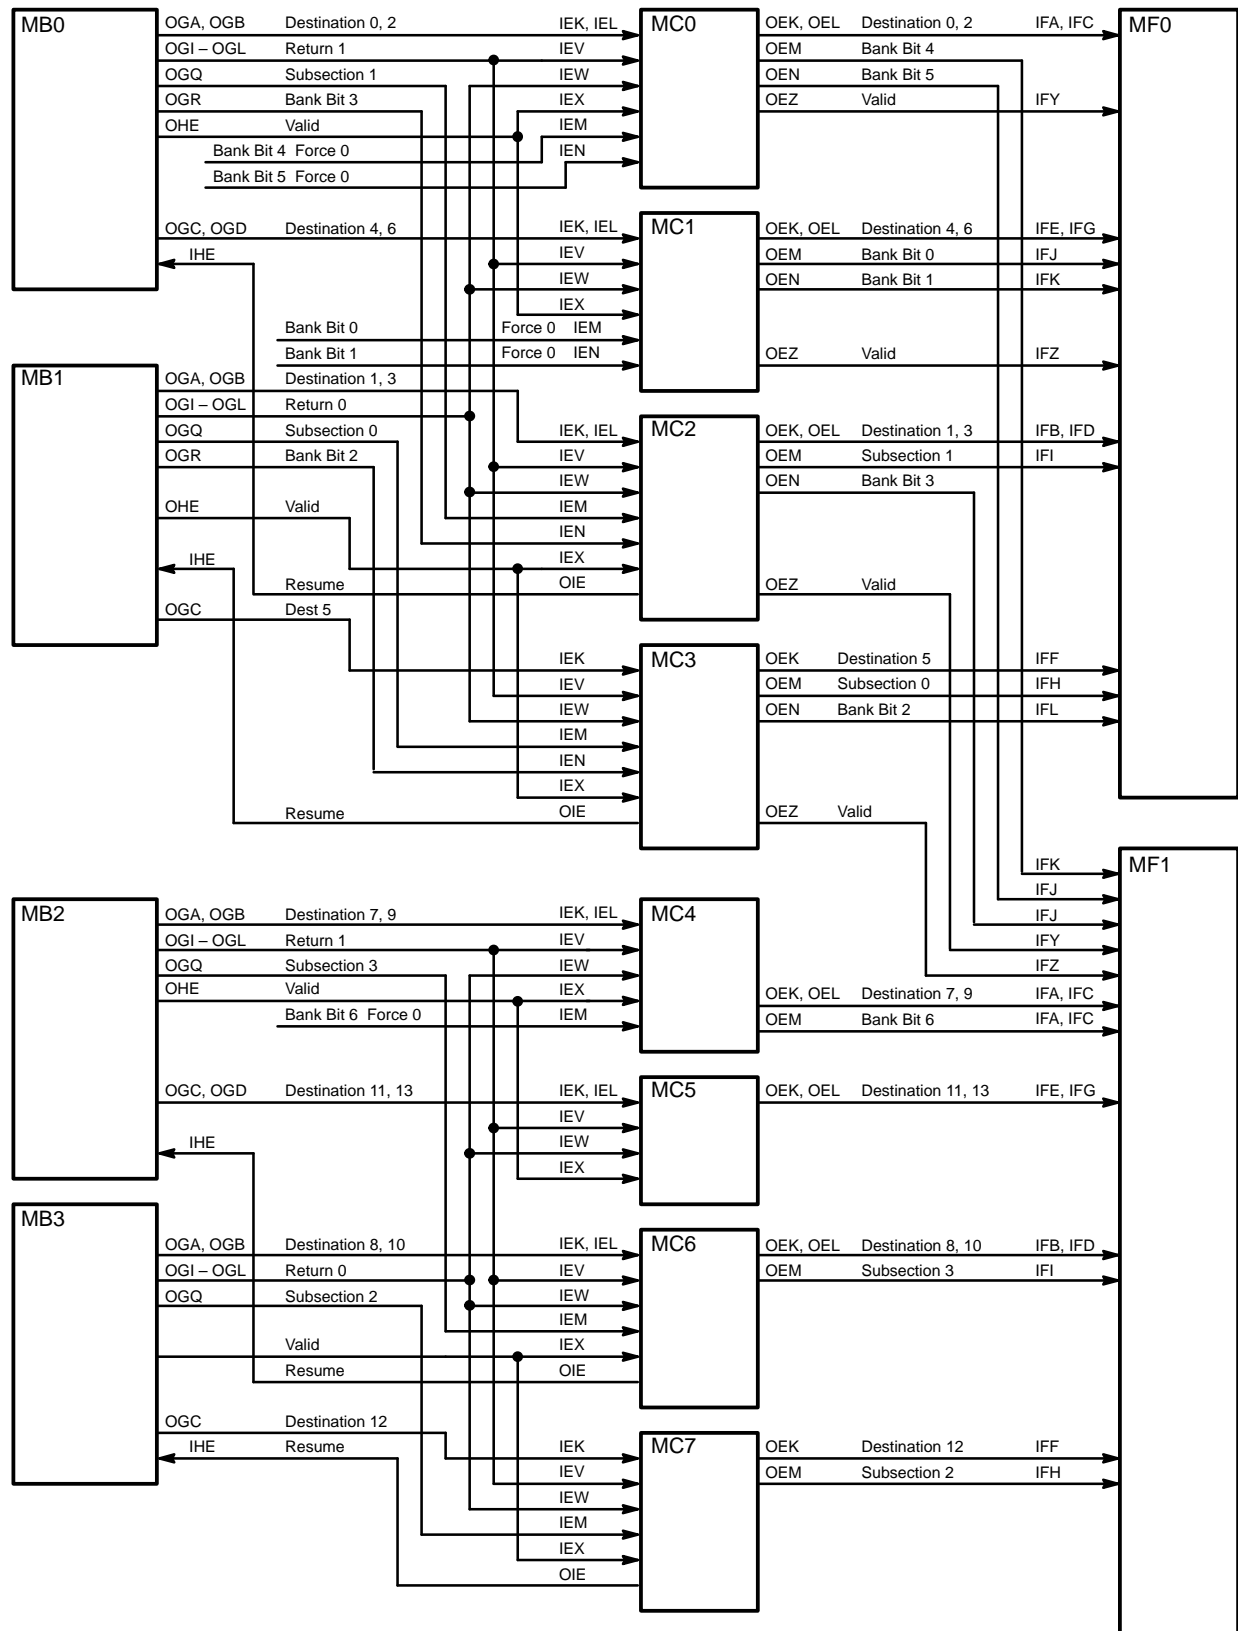 MB0
OGA, OGB Destination 0, 2 IEK, IEL MC0 OEK, OEL Destination 0, 2 IFA, IFC MF0
OGI – OGL Return 1 IEV OEM Bank Bit 4
OGQ Subsection 1 IEW OEN Bank Bit 5
OGR Bank Bit 3 IEX OEZ Valid IFY
OHE Valid IEM
Bank Bit 4 Force 0 IEN
Bank Bit 5 Force 0
OGC, OGD Destination 4, 6 IEK, IEL MC1 OEK, OEL Destination 4, 6 IFE, IFG
IHE IEV OEM Bank Bit 0 IFJ
IEW OEN Bank Bit 1 IFK
IEX
Bank Bit 0 Force 0 IEM
Bank Bit 1 Force 0 IEN OEZ Valid IFZ
MB1
OGA, OGB Destination 1, 3
OGI – OGL Return 0
OGQ Subsection 0 IEK, IEL MC2 OEK, OEL Destination 1, 3 IFB, IFD
OGR Bank Bit 2 IEV OEM Subsection 1 IFI
IEW OEN Bank Bit 3
OHE Valid IEM
IEN
IHE IEX
Resume OIE OEZ Valid
OGC Dest 5
IEK MC3 OEK Destination 5 IFF
IEV OEM Subsection 0 IFH
IEW OEN Bank Bit 2 IFL
IEM
IEN
IEX
Resume OIE OEZ Valid
MF1
IFK
IFJ
MB2
OGA, OGB Destination 7, 9 IEK, IEL MC4 IFJ
OGI – OGL Return 1 IEV IFY
OGQ Subsection 3 IEW IFZ
OHE Valid IEX OEK, OEL Destination 7, 9 IFA, IFC
Bank Bit 6 Force 0 IEM OEM Bank Bit 6 IFA, IFC
OGC, OGD Destination 11, 13 IEK, IEL MC5 OEK, OEL Destination 11, 13 IFE, IFG
IEV
IHE IEW
IEX
MB3
OGA, OGB Destination 8, 10 IEK, IEL MC6 OEK, OEL Destination 8, 10 IFB, IFD
OGI – OGL Return 0 IEV OEM Subsection 3 IFI
OGQ Subsection 2 IEW
IEM
Valid IEX
Resume OIE
OGC Destination 12
IHE Resume IEK MC7 OEK Destination 12 IFF
IEV OEM Subsection 2 IFH
IEW
IEM
IEX
OIE